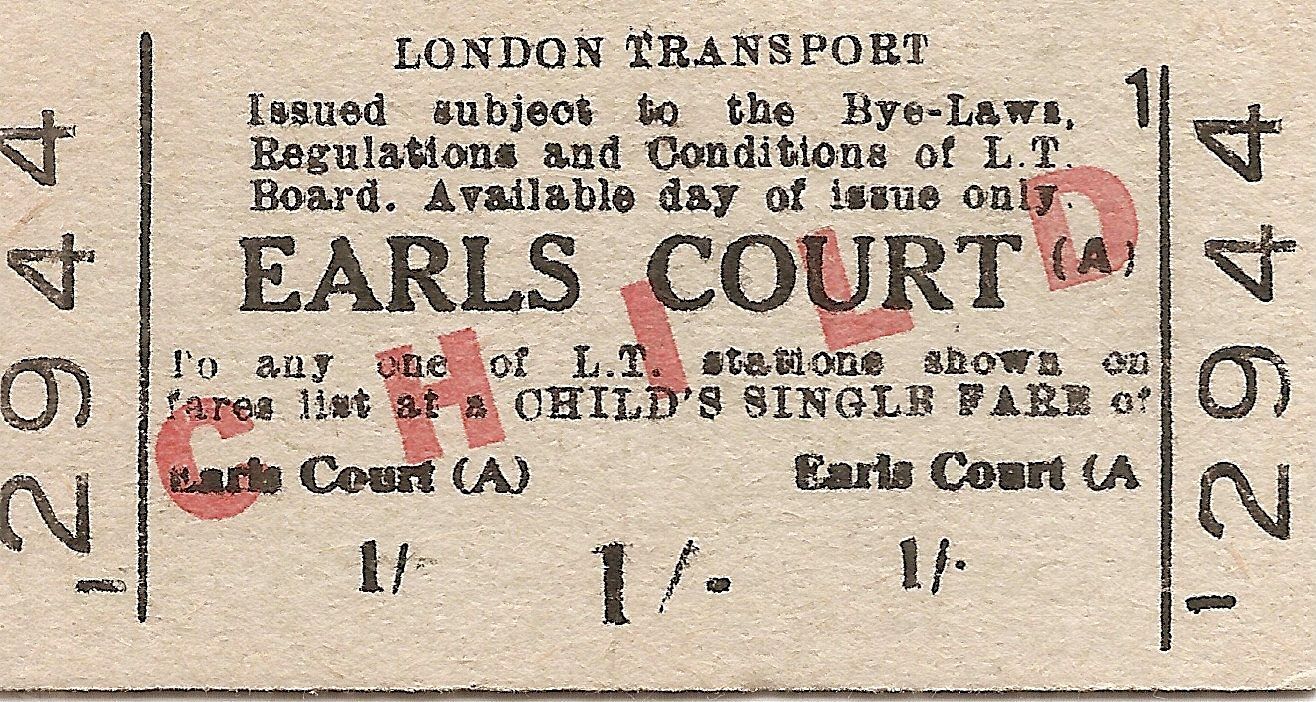 LONDON TRANSPORT
1
Issued subject to the Bye-Laws,
Regulations and Conditions of L.T.
Board. Available day of issue only.
EARLS COURT (A)
To any one of L.T. stations shown on
fares list at a CHILD'S SINGLE FARE of
Earls Court (A) Earls Court (A
1/- 1/- 1/-
CHILD
2944
2944